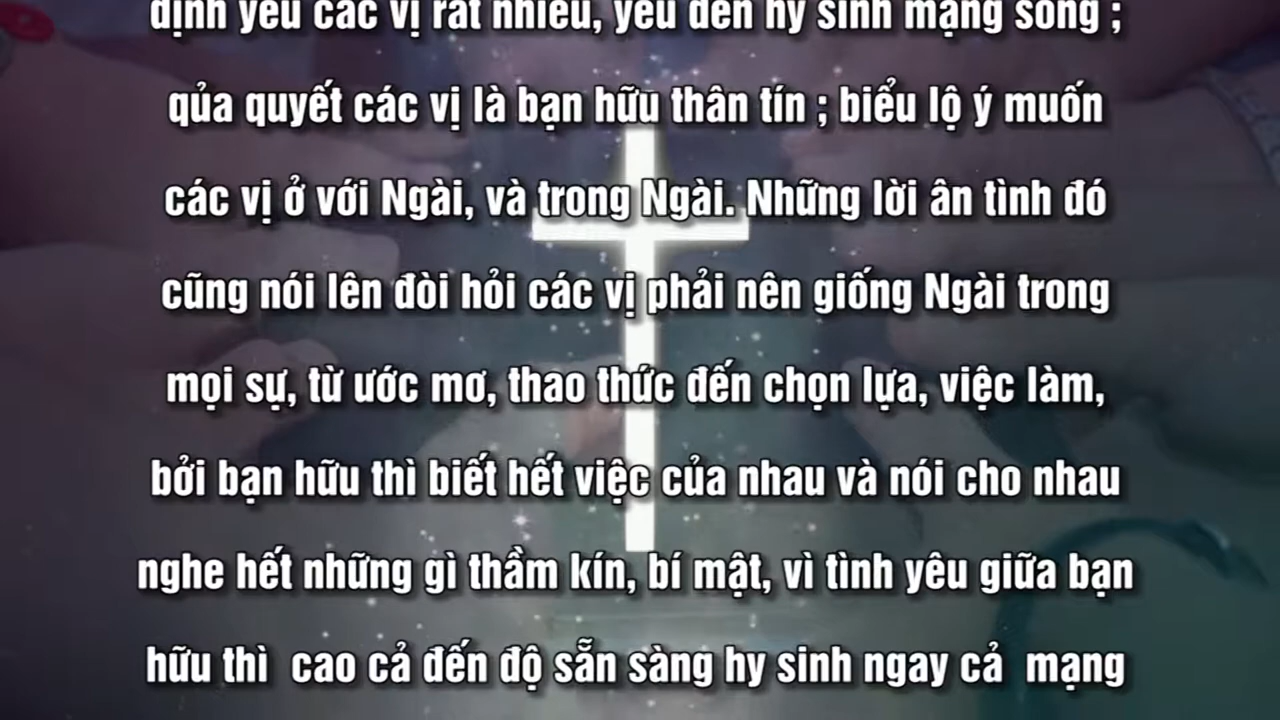 định yêu các vị rất nhiều, yêu đến hy sinh mạng sống ;
qủa quyết các vị là bạn hữu thân tín ; biểu lộ ý muốn
các vị ở với Ngài, và trong Ngài. Những lời ân tình đó
cũng nói lên đòi hỏi các vị phải nên giống Ngài trong
mọi sự, từ ước mơ, thao thức đến chọn lựa, việc làm,
bởi bạn hữu thì biết hết việc của nhau và nói cho nhau
nghe hết những gì thầm kín, bí mật, vì tình yêu giữa bạn
hữu thì  cao cả đến độ sẵn sàng hy sinh ngay cả  mạng